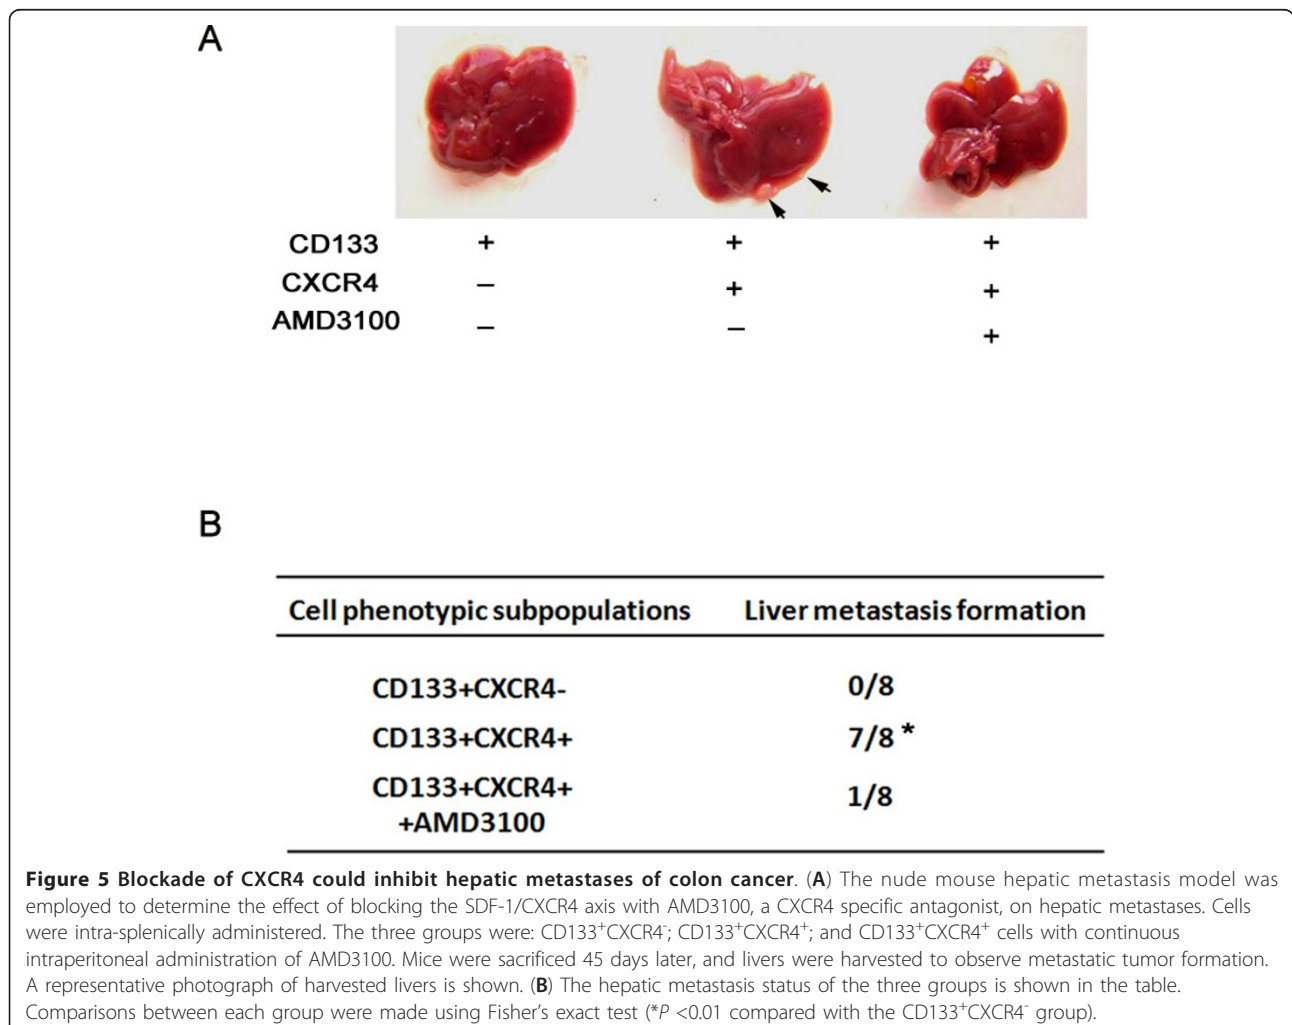 A
CD133 + + +
CXCR4 – + +
AMD3100 – – +
B
Cell phenotypic subpopulations Liver metastasis formation
CD133+CXCR4- 0/8
CD133+CXCR4+ 7/8 *
CD133+CXCR4+
+AMD3100 1/8
Figure 5 Blockade of CXCR4 could inhibit hepatic metastases of colon cancer. (A) The nude mouse hepatic metastasis model was
employed to determine the effect of blocking the SDF-1/CXCR4 axis with AMD3100, a CXCR4 specific antagonist, on hepatic metastases. Cells
were intra-splenically administered. The three groups were: CD133⁺CXCR4⁻; CD133⁺CXCR4⁺; and CD133⁺CXCR4⁺ cells with continuous
intraperitoneal administration of AMD3100. Mice were sacrificed 45 days later, and livers were harvested to observe metastatic tumor formation.
A representative photograph of harvested livers is shown. (B) The hepatic metastasis status of the three groups is shown in the table.
Comparisons between each group were made using Fisher's exact test (*P <0.01 compared with the CD133⁺CXCR4⁻ group).